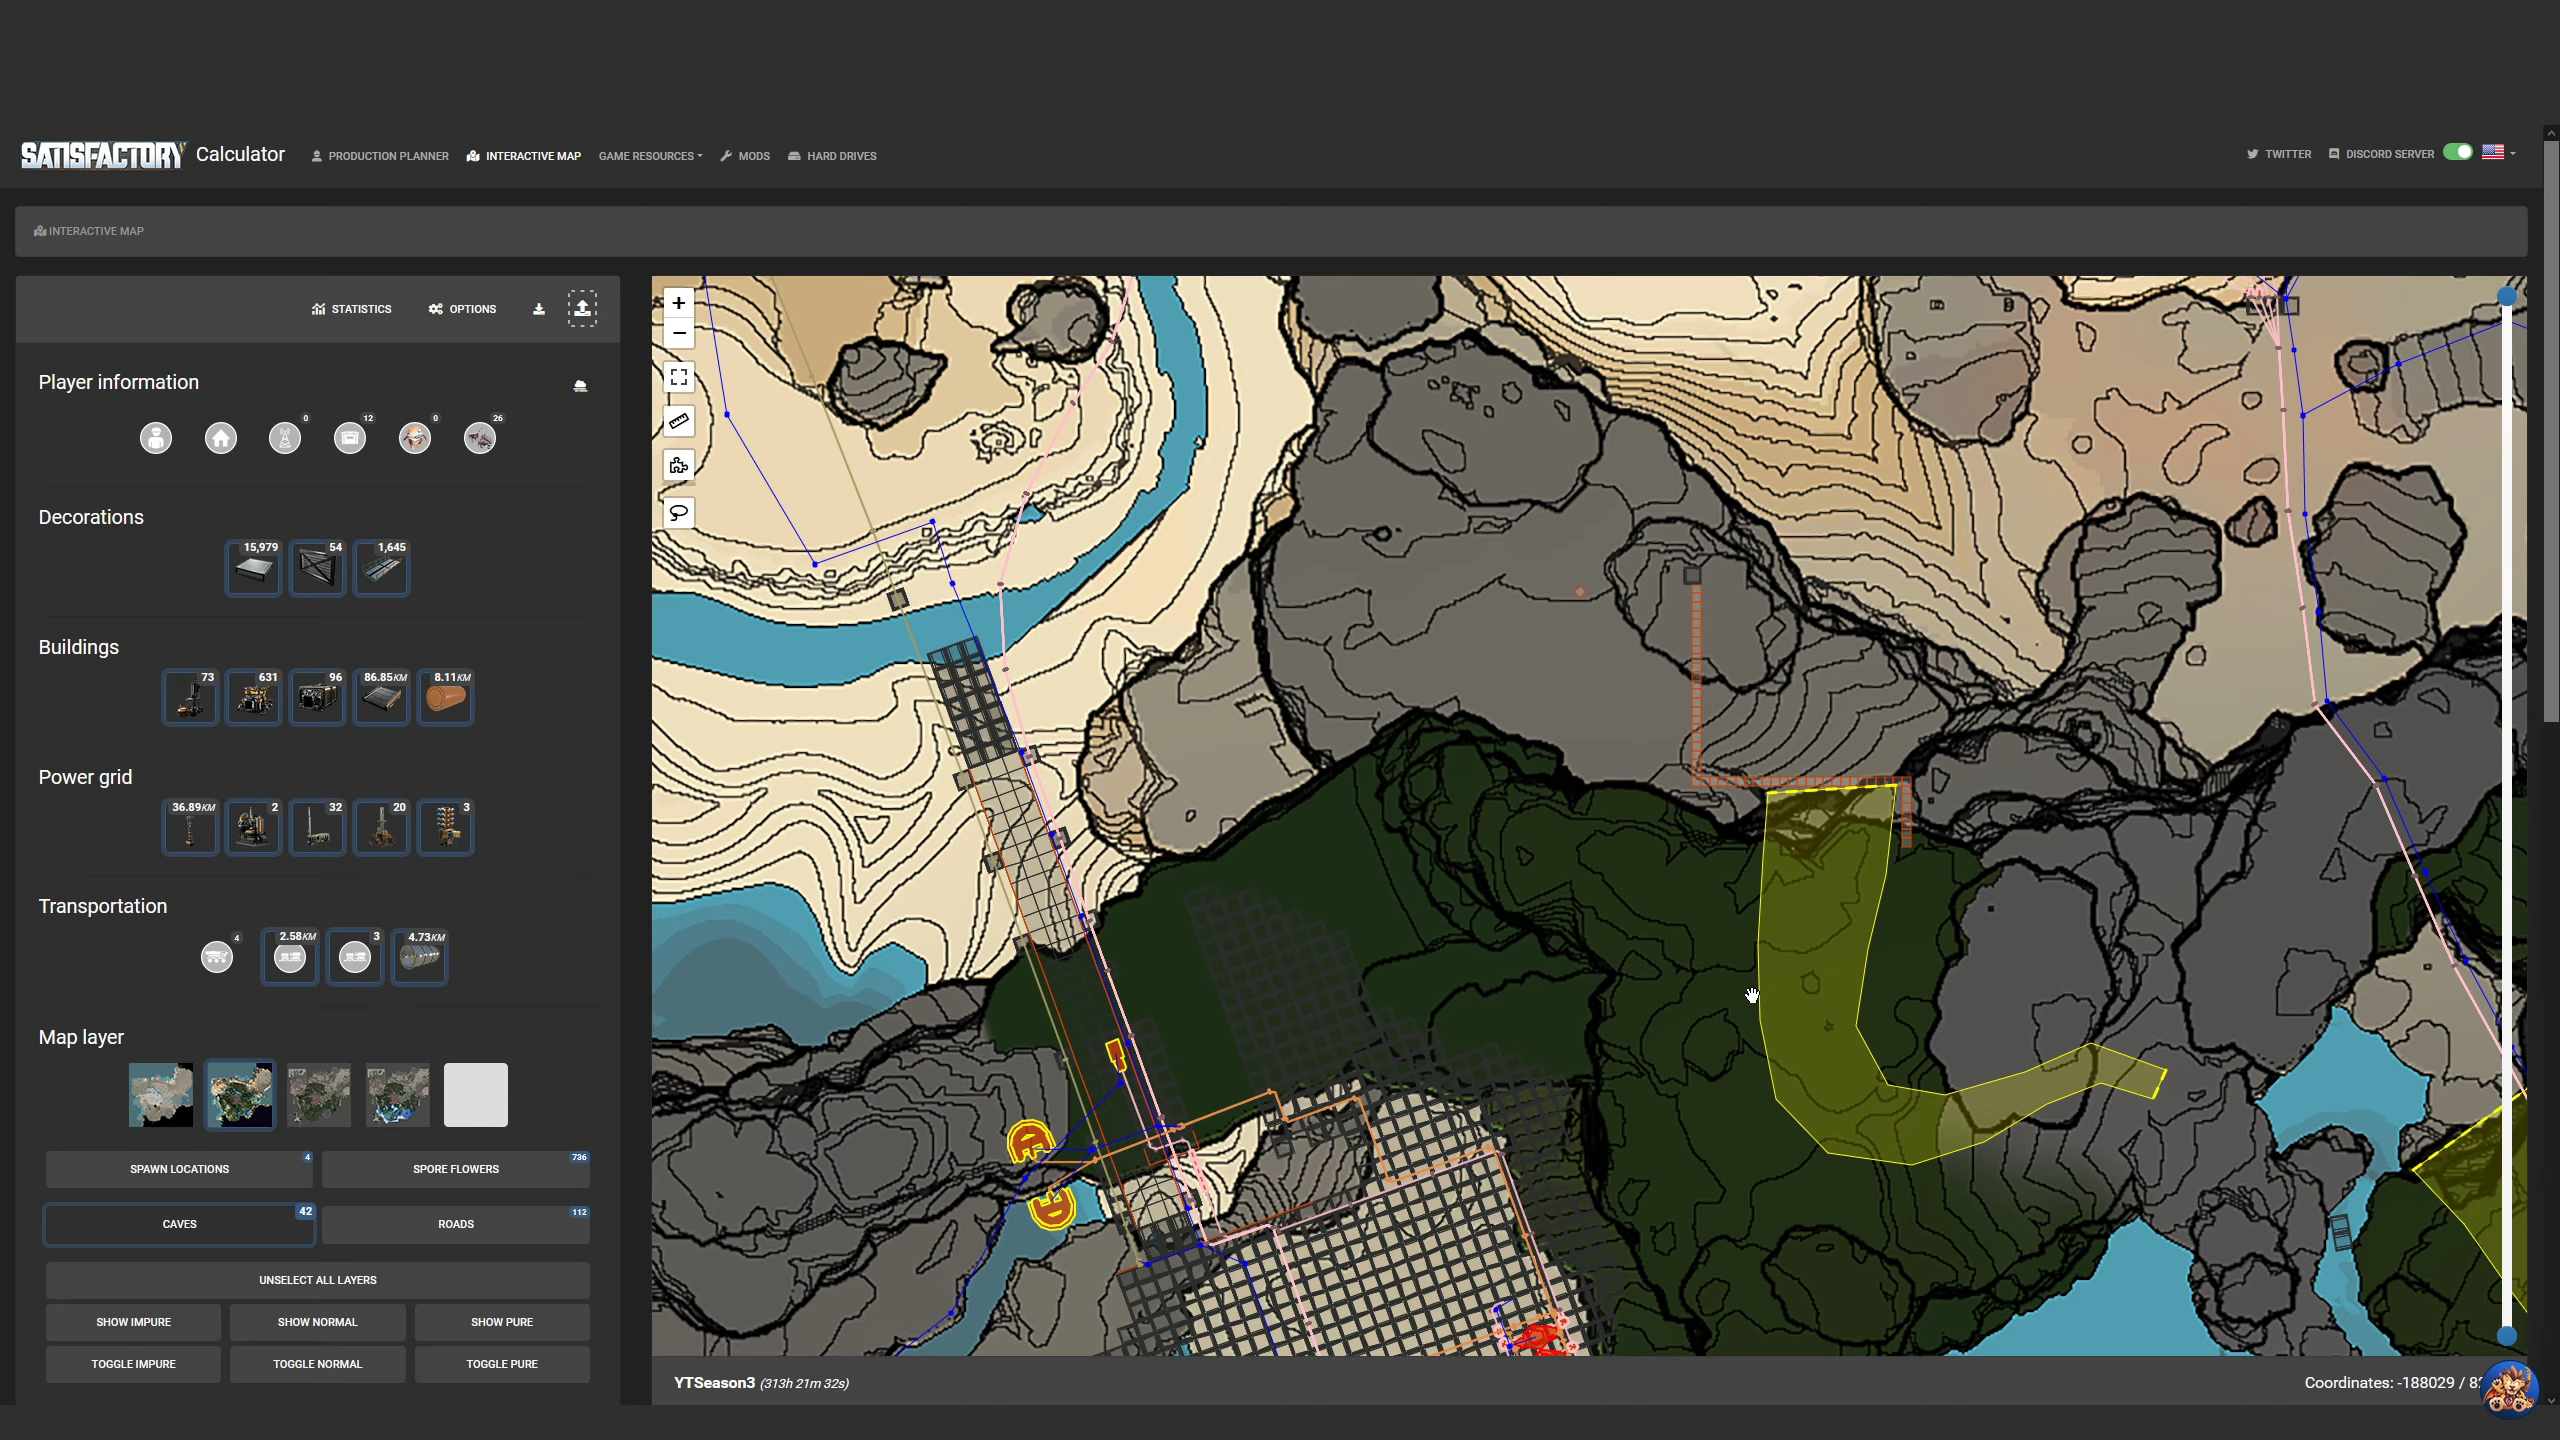 SATISFACTORY Calculator
PRODUCTION PLANNER
INTERACTIVE MAP
GAME RESOURCES
MODS
HARD DRIVES
TWITTER
DISCORD SERVER
INTERACTIVE MAP
STATISTICS
OPTIONS
Player information
0
12
0
26
Decorations
15,979
54
1,645
Buildings
73
631
96
86.85KM
8.11KM
Power grid
36.89KM
2
32
20
3
Transportation
4
2.58KM
3
4.73KM
Map layer
SPAWN LOCATIONS
4
SPORE FLOWERS
736
CAVES
42
ROADS
112
UNSELECT ALL LAYERS
SHOW IMPURE
SHOW NORMAL
SHOW PURE
TOGGLE IMPURE
TOGGLE NORMAL
TOGGLE PURE
+
−
YTSeason3 (313h 21m 32s)
Coordinates: -188029 /